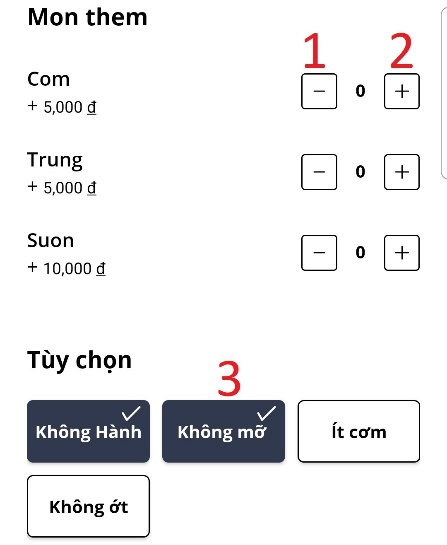 Mon them
1 2
Com − 0 +
+ 5,000 ₫
Trung − 0 +
+ 5,000 ₫
Suon − 0 +
+ 10,000 ₫
Tùy chọn
3
Không Hành Không mỡ Ít cơm
Không ớt